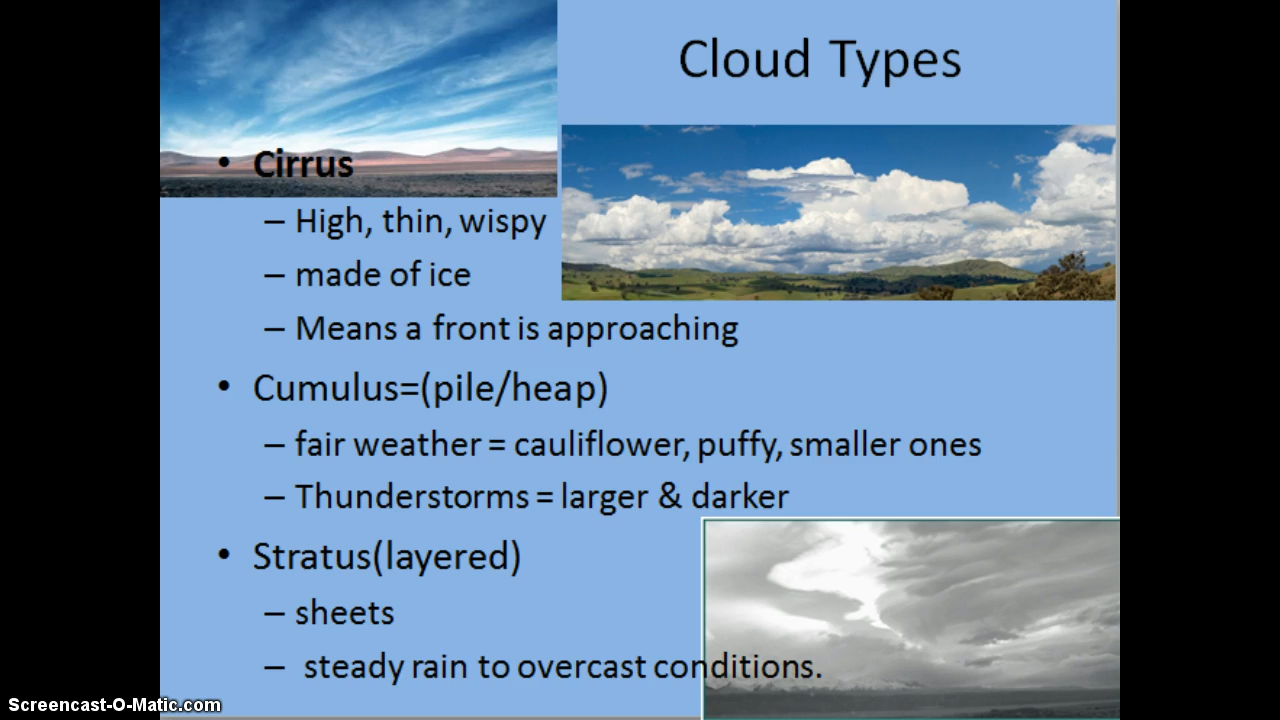 Cloud Types
• Cirrus
– High, thin, wispy
– made of ice
– Means a front is approaching
• Cumulus=(pile/heap)
– fair weather = cauliflower, puffy, smaller ones
– Thunderstorms = larger & darker
• Stratus(layered)
– sheets
– steady rain to overcast conditions.
Screencast-O-Matic.com